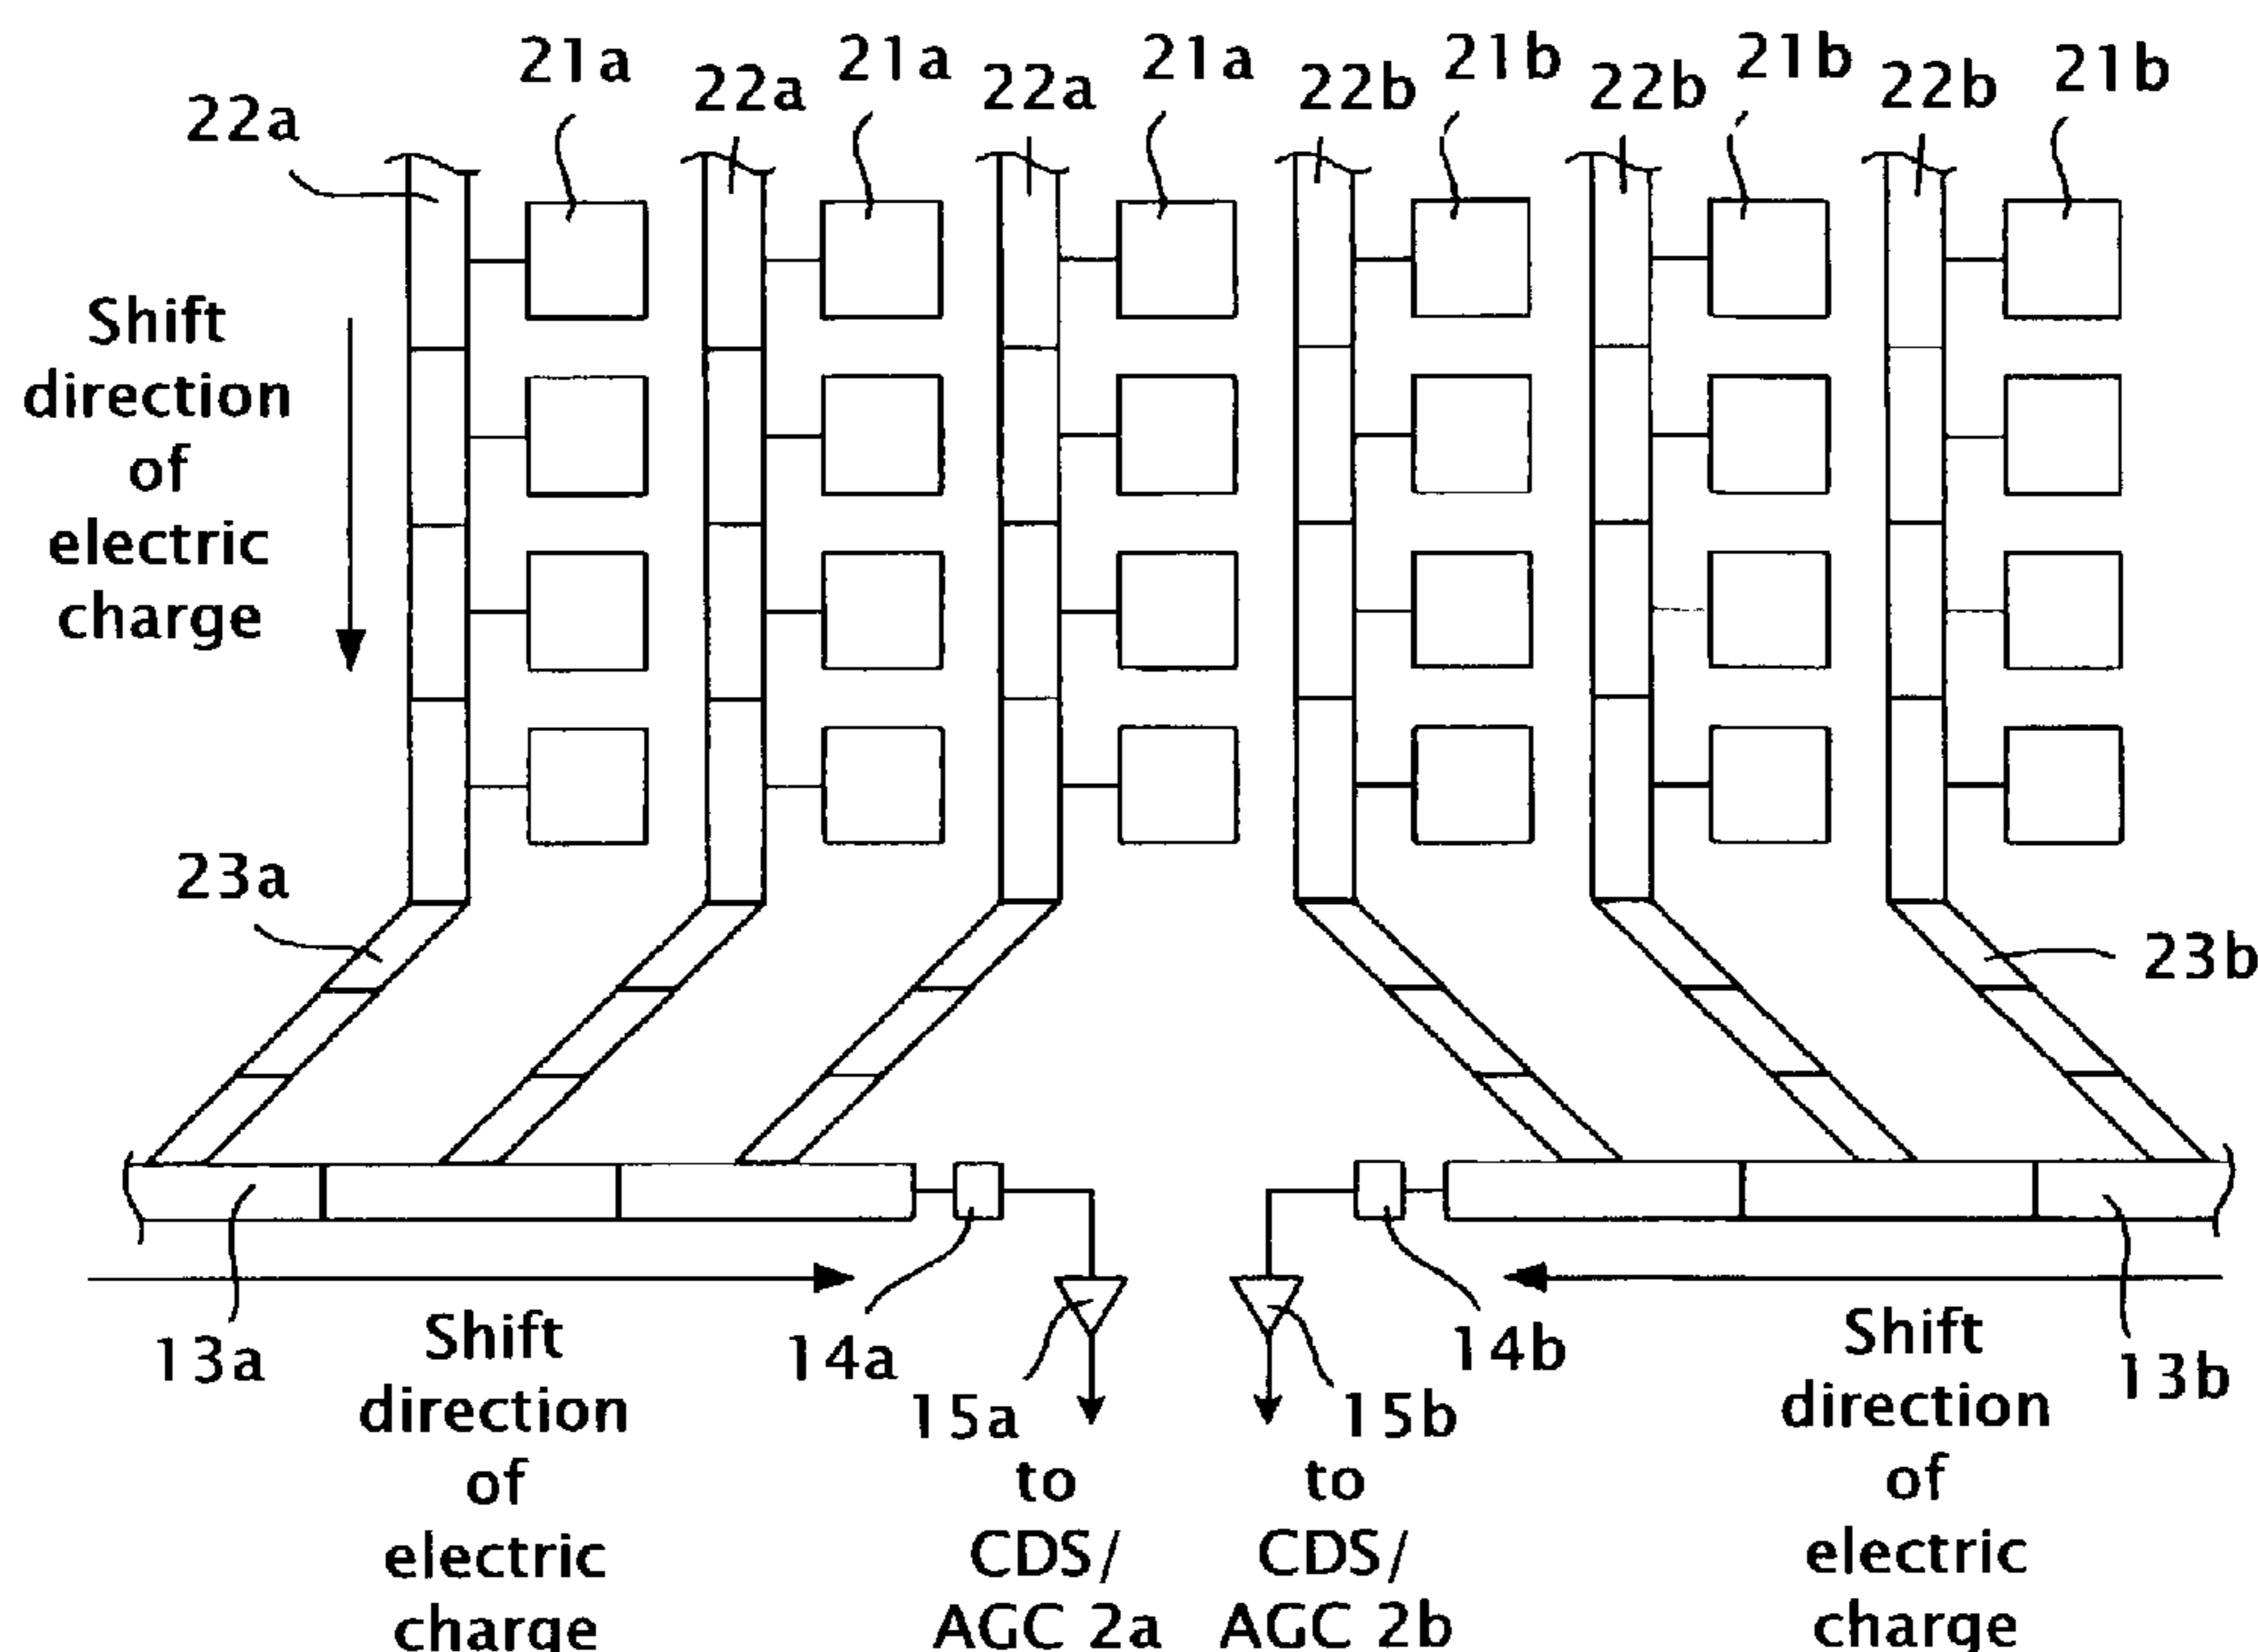 21a
22a
21a
22a
21a
22b
21b
22b
21b
22b
21b
22a
Shift
direction
of
electric
charge
23a
23b
13a
Shift
direction
of
electric
charge
14a
15a
to
CDS/
AGC 2a
15b
to
CDS/
AGC 2b
14b
Shift
direction
of
electric
charge
13b